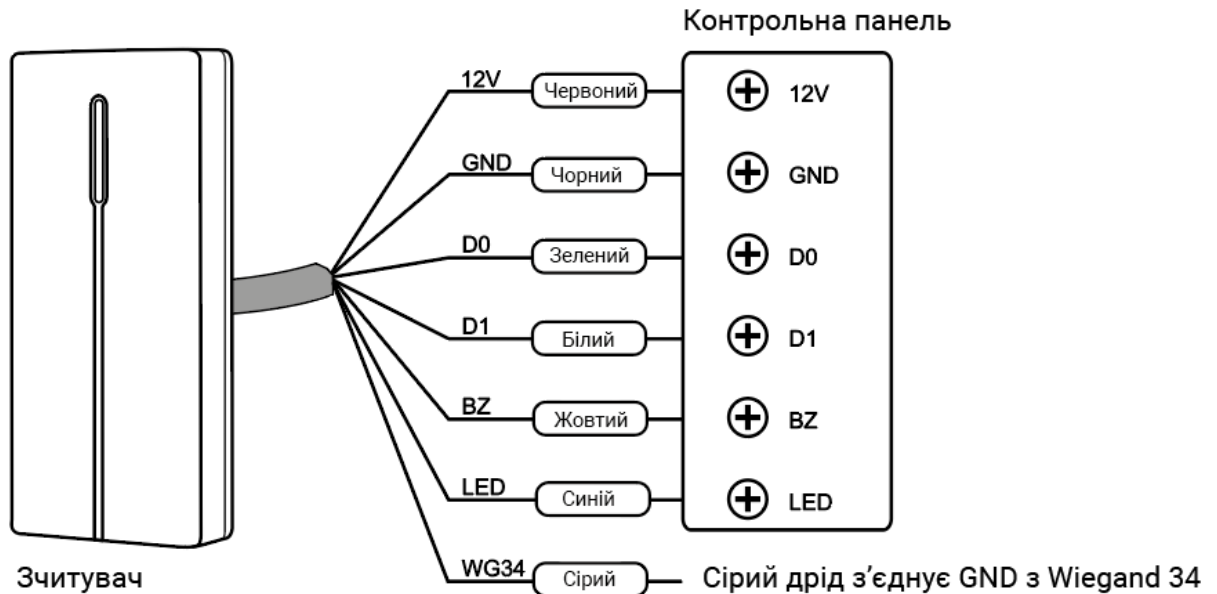 Контрольна панель
12V Червоний 12V
GND Чорний GND
D0 Зелений D0
D1 Білий D1
BZ Жовтий BZ
LED Синій LED
WG34 Сірий Сірий дрід з’єднує GND з Wiegand 34
Зчитувач